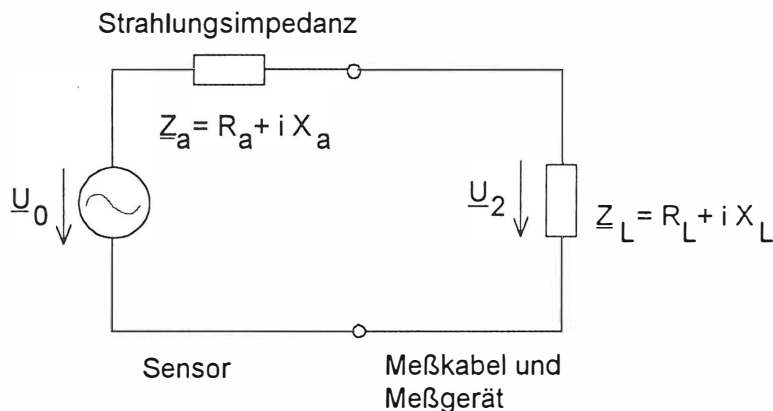 Strahlungsimpedanz
Z_a = R_a + i X_a
U_0
U_2
Z_L = R_L + i X_L
Sensor
Meßkabel und
Meßgerät